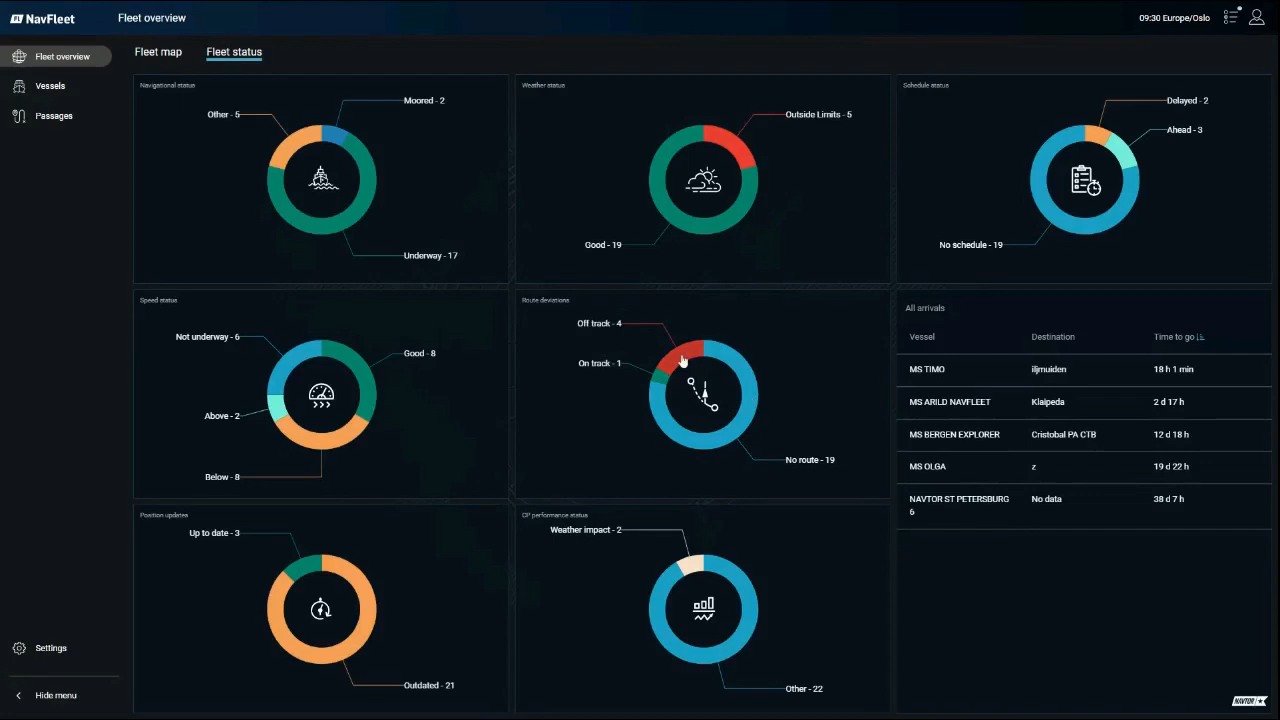 NavFleet
Fleet overview
09:30 Europe/Oslo
Fleet overview
Vessels
Passages
Settings
Hide menu
Fleet map
Fleet status
Navigational status
Other - 5
Moored - 2
Underway - 17
Weather status
Outside Limits - 5
Good - 19
Schedule status
Delayed - 2
Ahead - 3
No schedule - 19
Speed status
Not underway - 6
Good - 8
Above - 2
Below - 8
Route deviations
Off track - 4
On track - 1
No route - 19
All arrivals
Vessel Destination Time to go
MS TIMO iljmuiden 18 h 1 min
MS ARILD NAVFLEET Klaipeda 2 d 17 h
MS BERGEN EXPLORER Cristobal PA CTB 12 d 18 h
MS OLGA z 19 d 22 h
NAVTOR ST PETERSBURG No data 38 d 7 h
6
Position updates
Up to date - 3
Outdated - 21
CP performance status
Weather impact - 2
Other - 22
NAVTOR